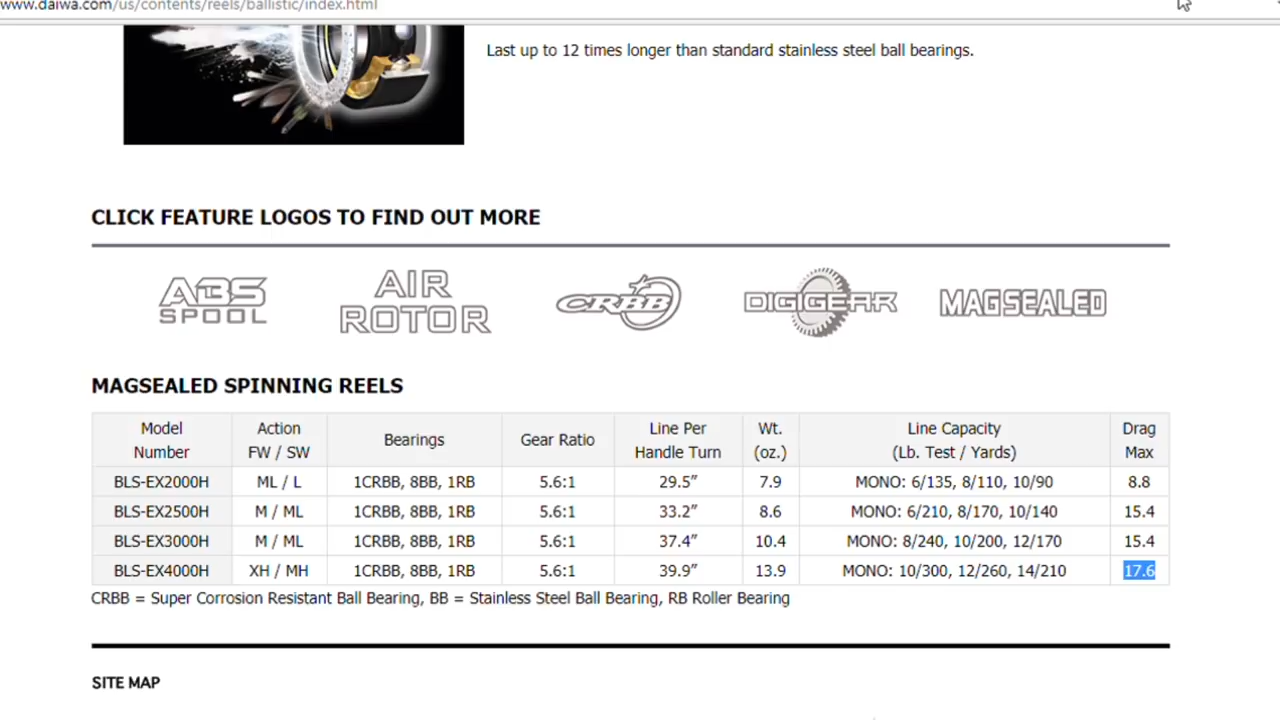 www.daiwa.com/us/contents/reels/ballistic/index.html
Last up to 12 times longer than standard stainless steel ball bearings.
CLICK FEATURE LOGOS TO FIND OUT MORE
ABS SPOOL
AIR ROTOR
CRBB
DIGIGEAR
MAGSEALED
MAGSEALED SPINNING REELS
Model Number Action FW / SW Bearings Gear Ratio Line Per Handle Turn Wt. (oz.) Line Capacity (Lb. Test / Yards) Drag Max
BLS-EX2000H ML / L 1CRBB, 8BB, 1RB 5.6:1 29.5″ 7.9 MONO: 6/135, 8/110, 10/90 8.8
BLS-EX2500H M / ML 1CRBB, 8BB, 1RB 5.6:1 33.2″ 8.6 MONO: 6/210, 8/170, 10/140 15.4
BLS-EX3000H M / ML 1CRBB, 8BB, 1RB 5.6:1 37.4″ 10.4 MONO: 8/240, 10/200, 12/170 15.4
BLS-EX4000H XH / MH 1CRBB, 8BB, 1RB 5.6:1 39.9″ 13.9 MONO: 10/300, 12/260, 14/210 17.6
CRBB = Super Corrosion Resistant Ball Bearing, BB = Stainless Steel Ball Bearing, RB Roller Bearing
SITE MAP